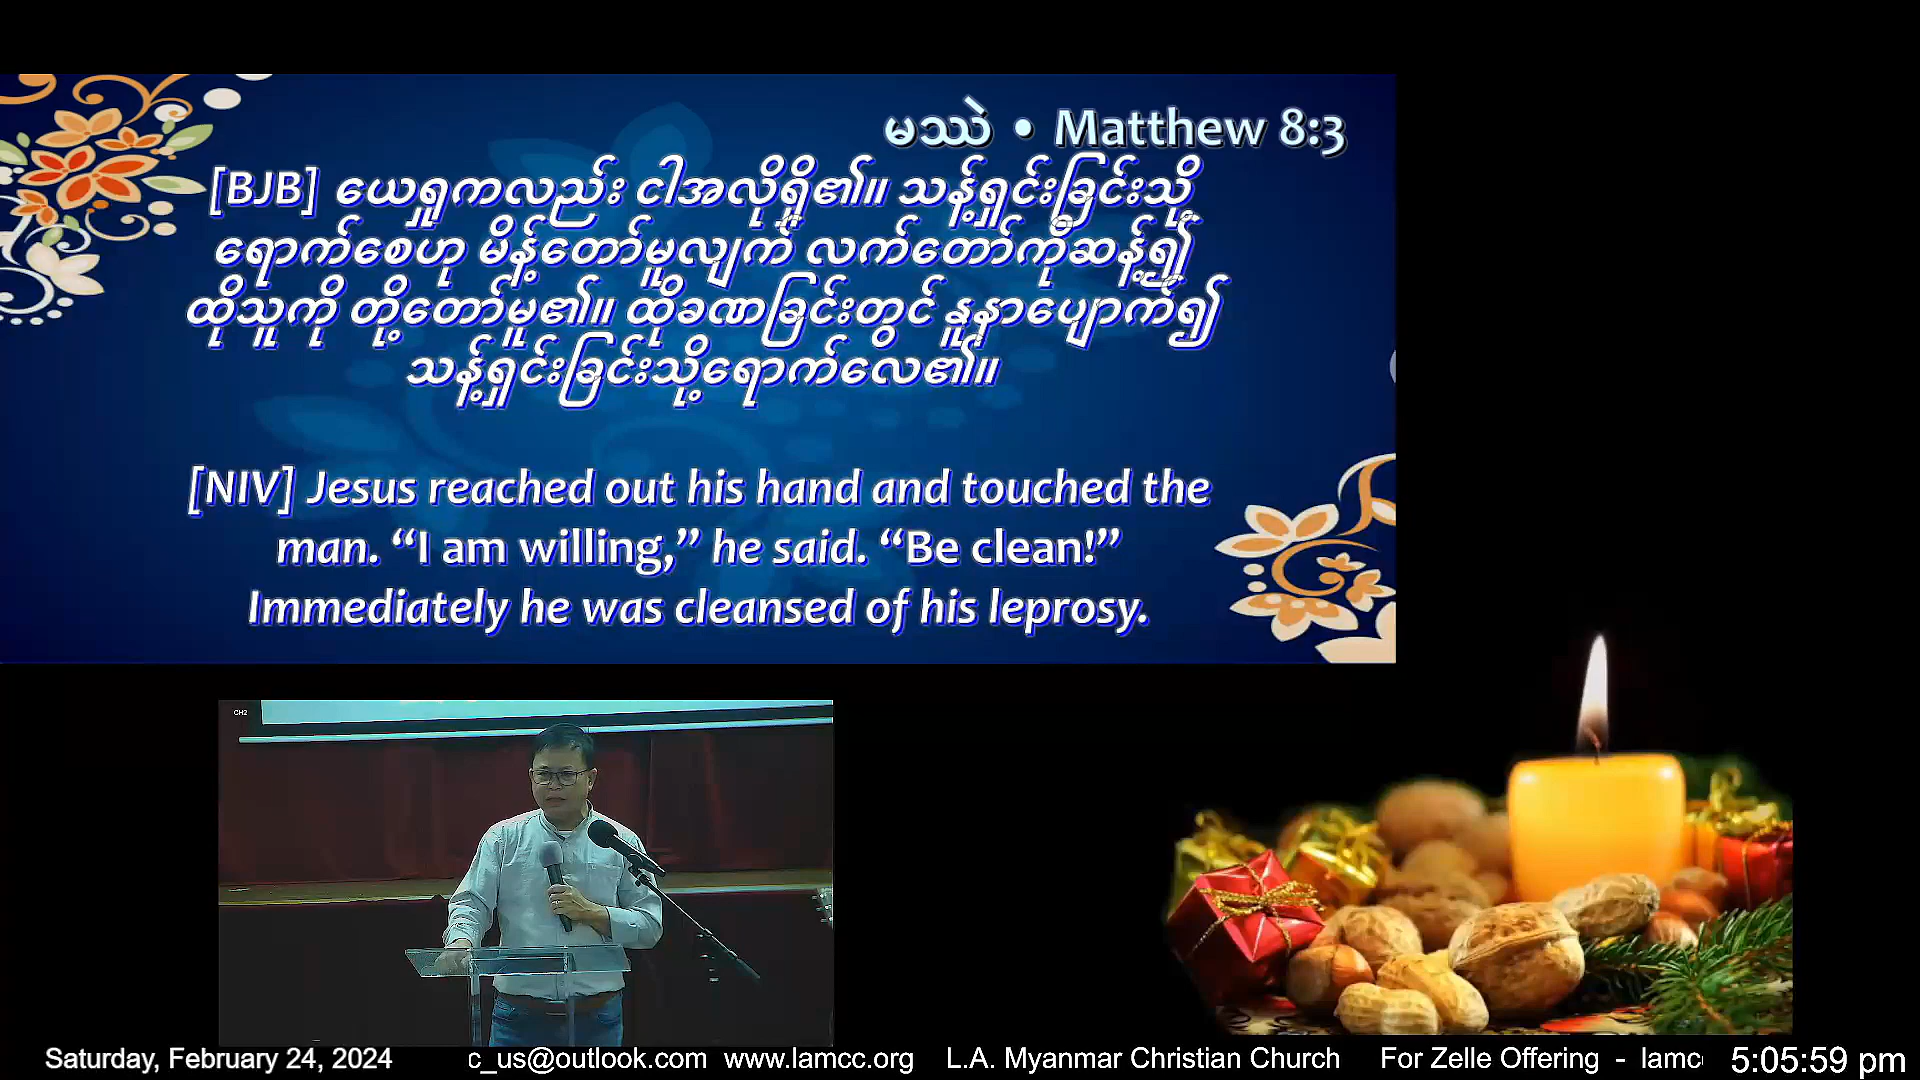 မဿဲ • Matthew 8:3
[BJB] ယေရှုကလည်း ငါအလိုရှိ၏။ သန့်ရှင်းခြင်းသို့
ရောက်စေဟု မိန့်တော်မူလျက် လက်တော်ကိုဆန့်၍
ထိုသူကို တို့တော်မူ၏။ ထိုခဏခြင်းတွင် နူနာပျောက်၍
သန့်ရှင်းခြင်းသို့ရောက်လေ၏။
[NIV] Jesus reached out his hand and touched the
man. “I am willing,” he said. “Be clean!”
Immediately he was cleansed of his leprosy.
CH2
Saturday, February 24, 2024 c_us@outlook.com www.lamcc.org L.A. Myanmar Christian Church For Zelle Offering - lamcc 5:05:59 pm